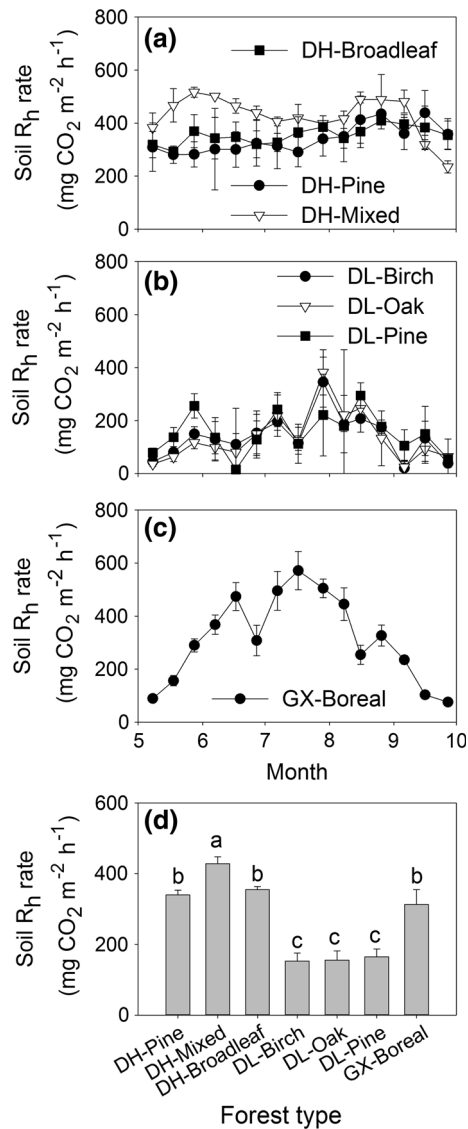 (a)
DH-Broadleaf
DH-Pine
DH-Mixed
Soil Rh rate
(mg CO2 m-2 h-1)
800
600
400
200
0
(b)
DL-Birch
DL-Oak
DL-Pine
Soil Rh rate
(mg CO2 m-2 h-1)
800
600
400
200
0
(c)
GX-Boreal
Soil Rh rate
(mg CO2 m-2 h-1)
800
600
400
200
0
5 6 7 8 9 10
Month
(d)
Soil Rh rate
(mg CO2 m-2 h-1)
600
400
200
0
b a b c c c b
DH-Pine
DH-Mixed
DH-Broadleaf
DL-Birch
DL-Oak
DL-Pine
GX-Boreal
Forest type